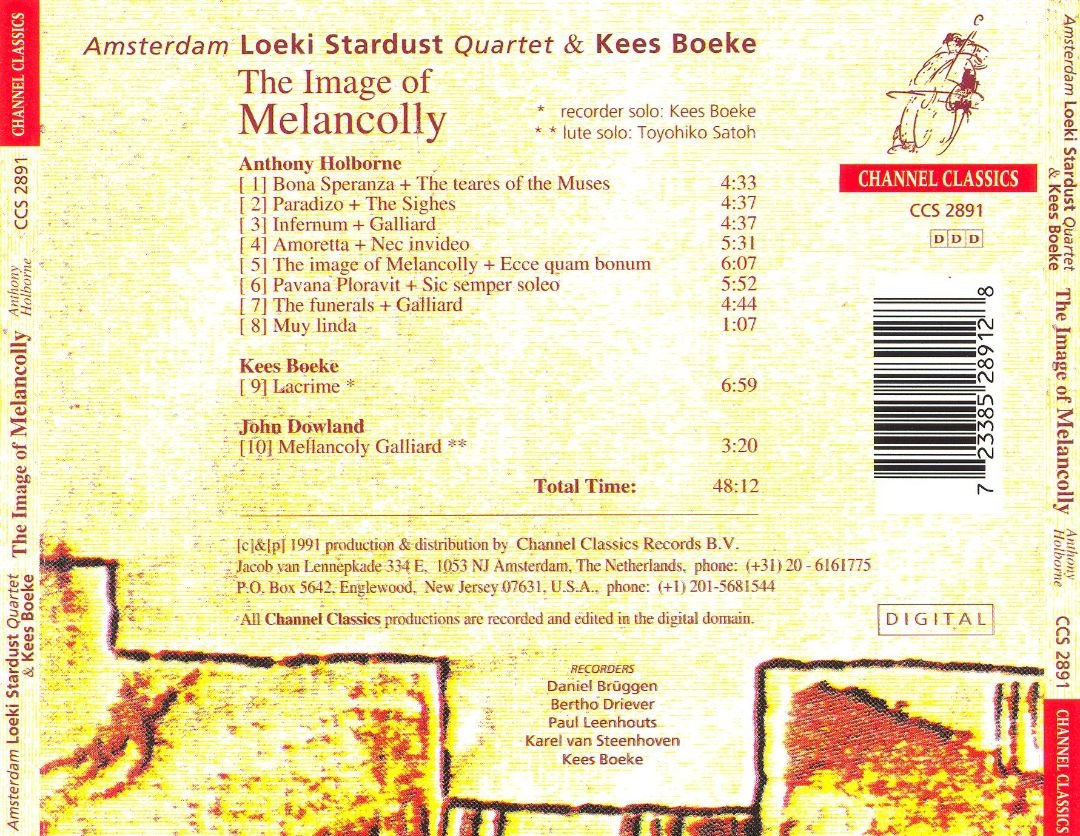 CHANNEL CLASSICS
CCS 2891
Anthony
Holborne
The Image of Melancolly
Amsterdam Loeki Stardust Quartet
& Kees Boeke
Amsterdam Loeki Stardust Quartet & Kees Boeke
The Image of
Melancolly
* recorder solo: Kees Boeke
** lute solo: Toyohiko Satoh
Anthony Holborne
[ 1] Bona Speranza + The teares of the Muses 4:33
[ 2] Paradizo + The Sighes 4:37
[ 3] Infernum + Galliard 4:37
[ 4] Amoretta + Nec invideo 5:31
[ 5] The image of Melancolly + Ecce quam bonum 6:07
[ 6] Pavana Ploravit + Sic semper soleo 5:52
[ 7] The funerals + Galliard 4:44
[ 8] Muy linda 1:07
Kees Boeke
[ 9] Lacrime * 6:59
John Dowland
[10] Mellancoly Galliard ** 3:20
Total Time: 48:12
[c]&[p] 1991 production & distribution by Channel Classics Records B.V.
Jacob van Lennepkade 334 E, 1053 NJ Amsterdam, The Netherlands, phone: (+31) 20 - 6161775
P.O. Box 5642, Englewood, New Jersey 07631, U.S.A., phone: (+1) 201-5681544
All Channel Classics productions are recorded and edited in the digital domain.
RECORDERS
Daniel Brüggen
Bertho Driever
Paul Leenhouts
Karel van Steenhoven
Kees Boeke
C
CHANNEL CLASSICS
CCS 2891
D D D
7 23385 28912 8
DIGITAL
Amsterdam Loeki Stardust Quartet
& Kees Boeke
The Image of Melancolly
Anthony
Holborne
CCS 2891
CHANNEL CLASSICS